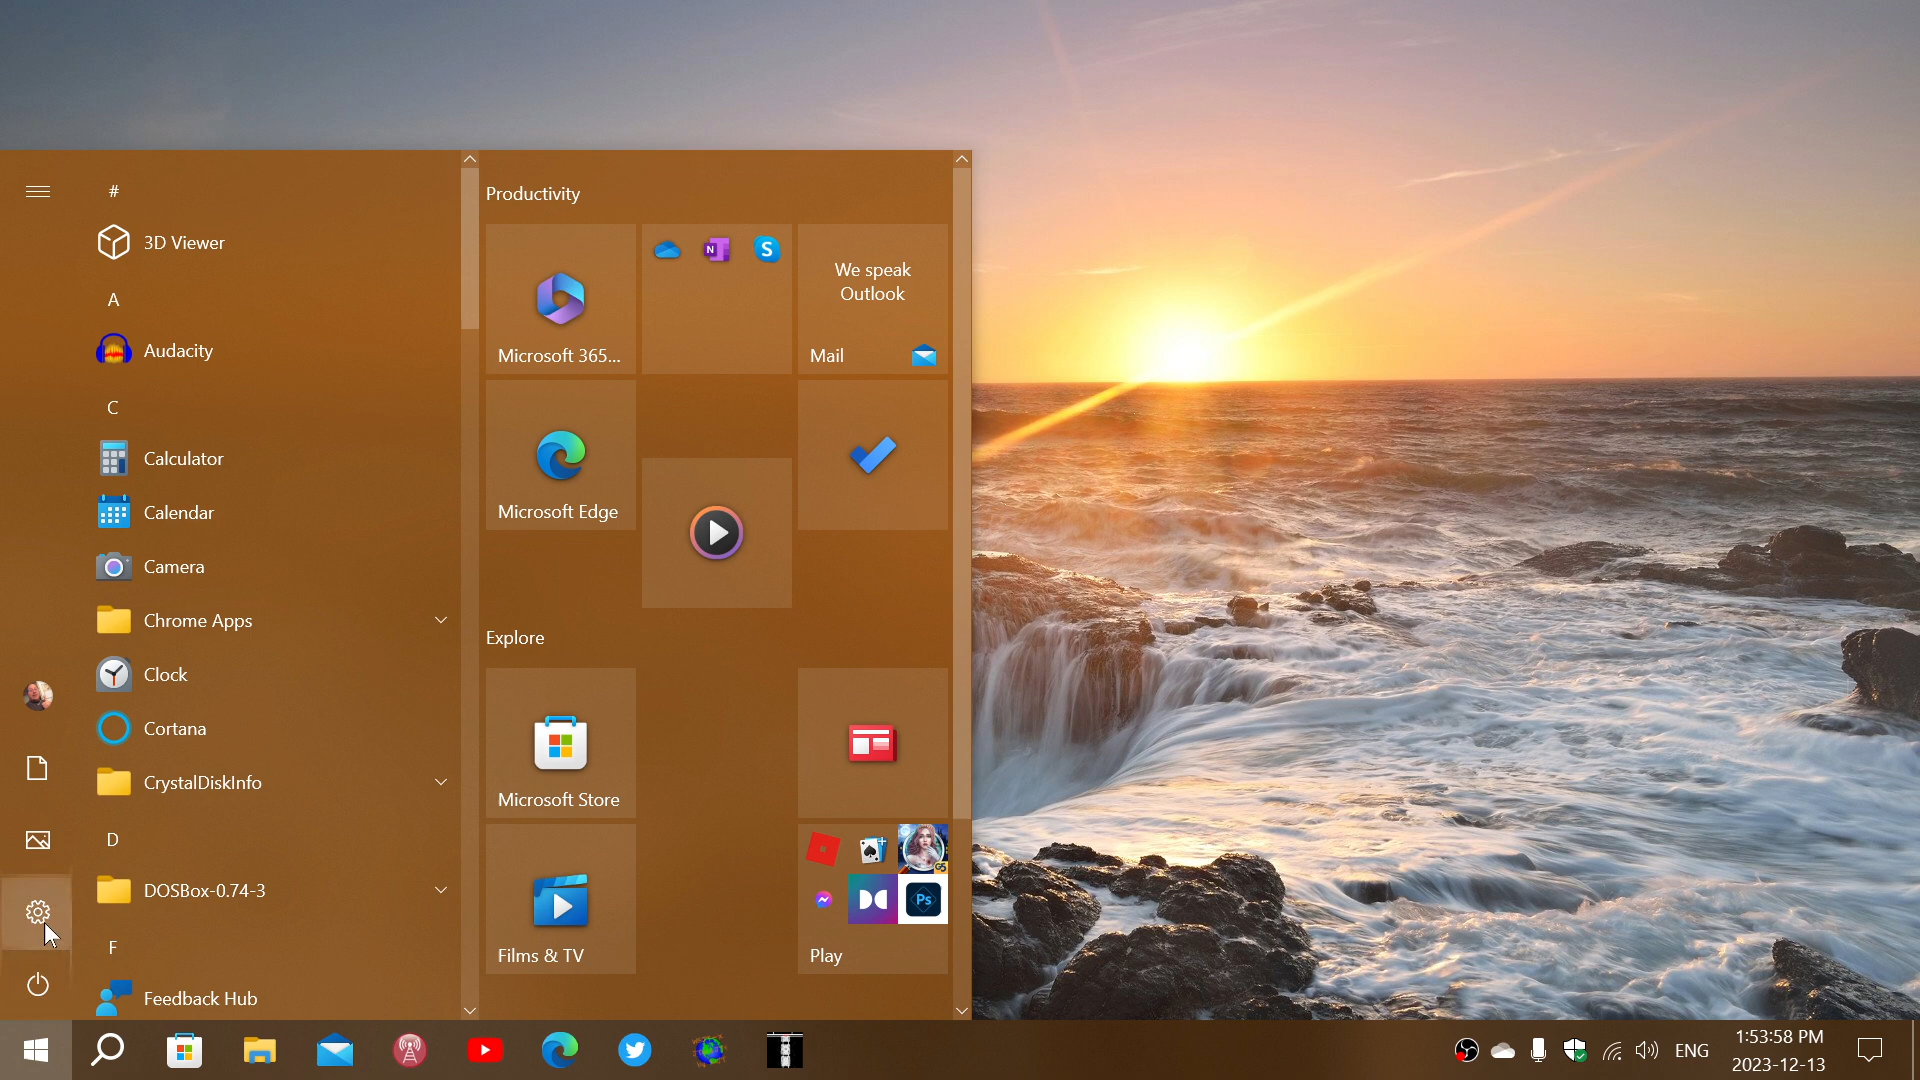 #
3D Viewer
A
Audacity
C
Calculator
Calendar
Camera
Chrome Apps
Clock
Cortana
CrystalDiskInfo
D
DOSBox-0.74-3
F
Feedback Hub
Productivity
Microsoft 365...
N
S
We speak
Outlook
Mail
Microsoft Edge
Explore
Microsoft Store
Films & TV
Ps
Play
ENG
1:53:58 PM
2023-12-13